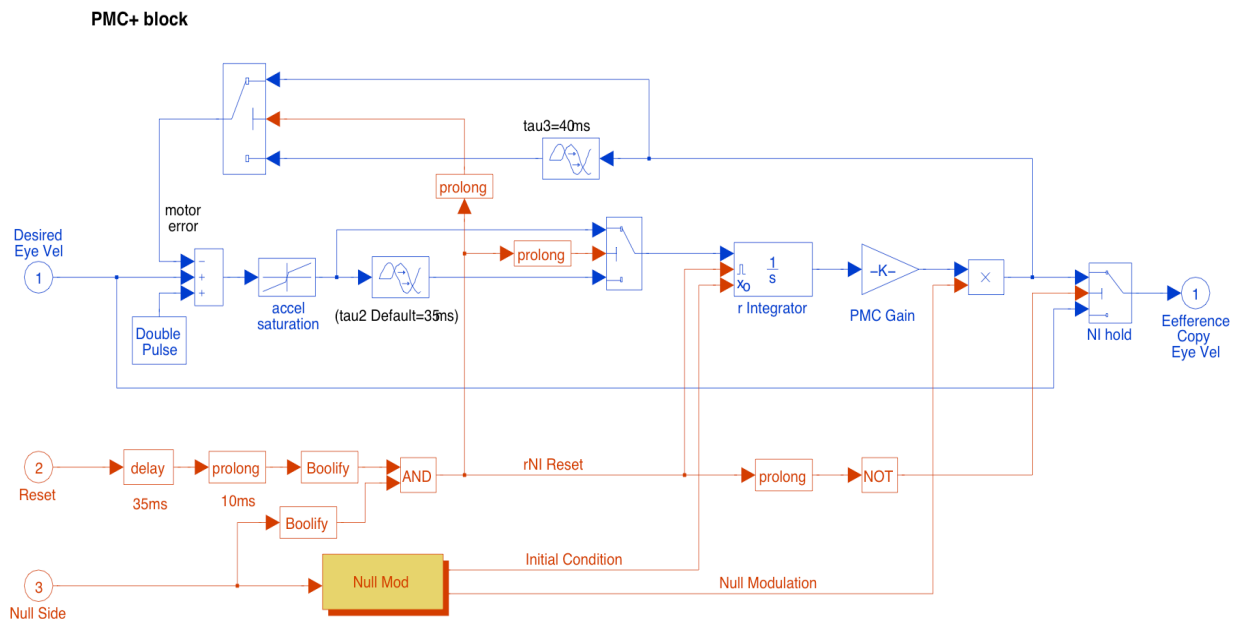 PMC+ block
tau3=40ms
prolong
motor
error
Desired
Eye Vel
1
−
+
+
Double
Pulse
accel
saturation
(tau2 Default=35ms)
prolong
1
s
xo
r Integrator
−K−
PMC Gain
×
NI hold
1
Eefference
Copy
Eye Vel
2
Reset
delay
35ms
prolong
10ms
Boolify
AND
rNI Reset
prolong
NOT
Boolify
3
Null Side
Null Mod
Initial Condition
Null Modulation